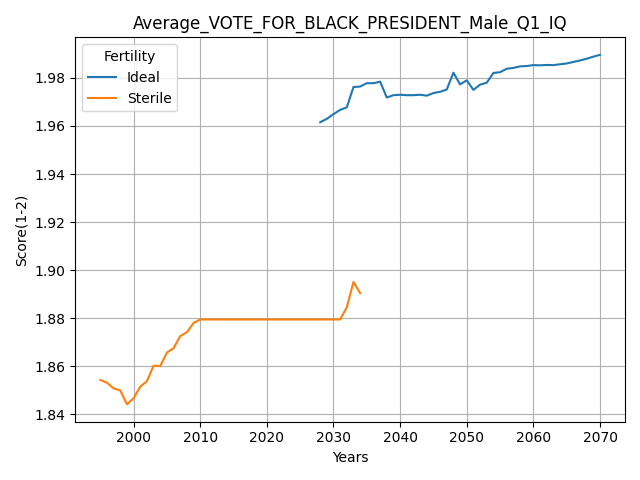 Average_VOTE_FOR_BLACK_PRESIDENT_Male_Q1_IQ
Fertility
Ideal
Sterile
Score(1-2)
1.98
1.96
1.94
1.92
1.90
1.88
1.86
1.84
2000 2010 2020 2030 2040 2050 2060 2070
Years